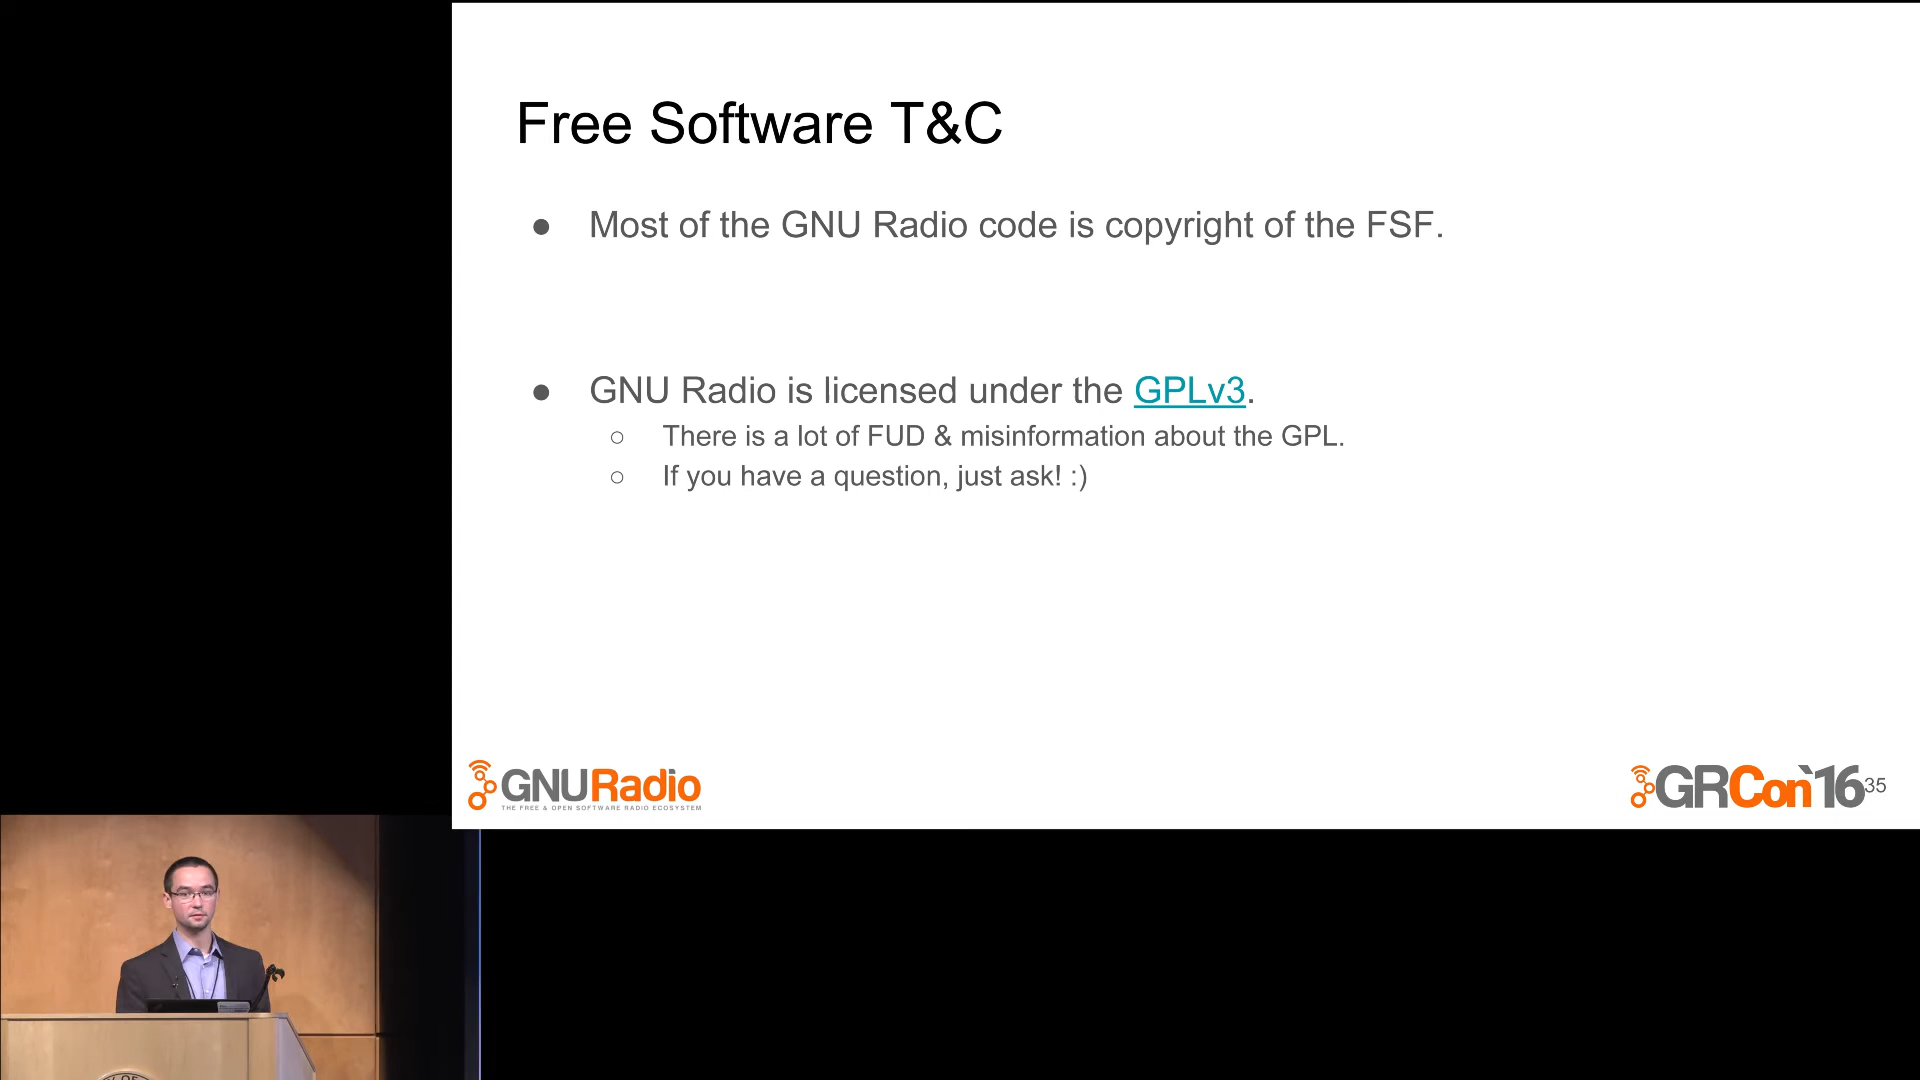 Free Software T&C
● Most of the GNU Radio code is copyright of the FSF.
● GNU Radio is licensed under the GPLv3.
○ There is a lot of FUD & misinformation about the GPL.
○ If you have a question, just ask! :)
GNURadio
THE FREE & OPEN SOFTWARE RADIO ECOSYSTEM
GRCon`16
35